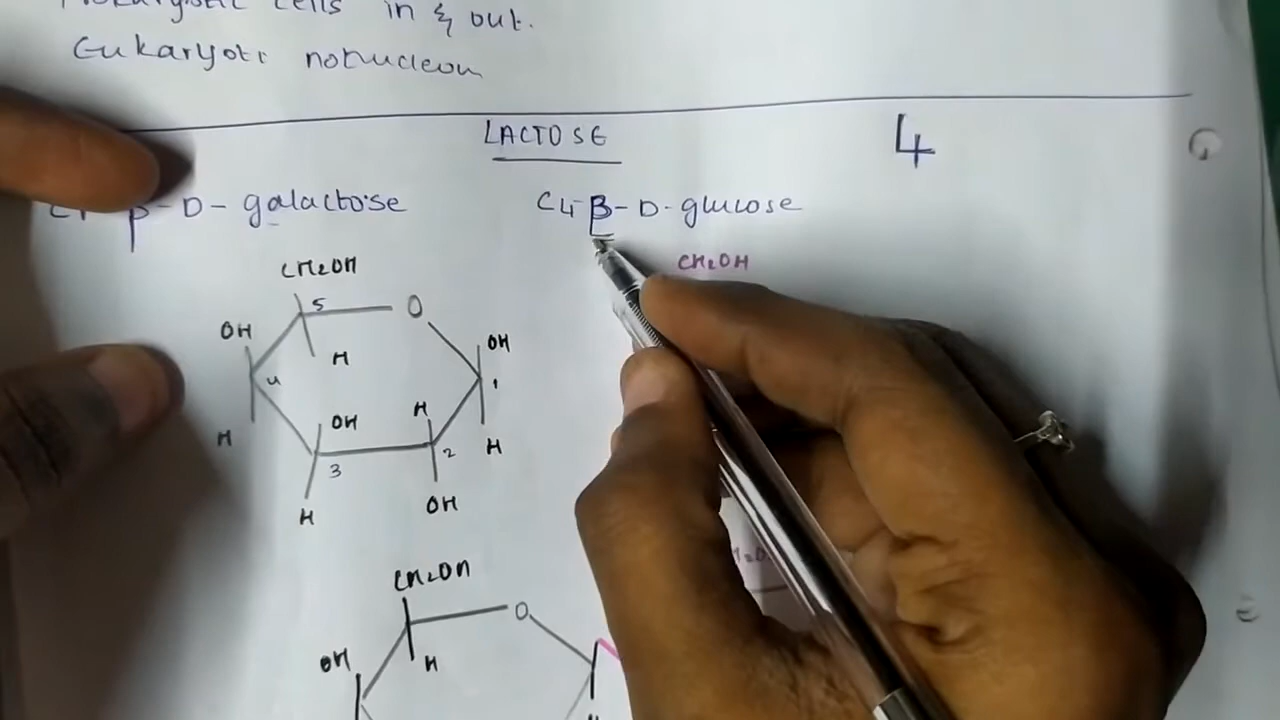 cells in & out.
Eukaryotic
LACTOSE
4
β-D-galactose
C4-β-D-glucose
CH2OH
CH2OH
5
O
OH
H
OH
4
1
H
OH
H
2
H
3
H
OH
CH2OH
O
OH
H